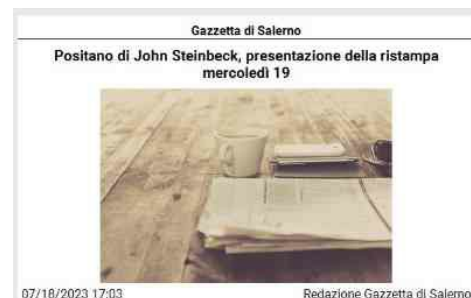 Gazzetta di Salerno
Positano di John Steinbeck, presentazione della ristampa
mercoledì 19
07/18/2023 17:03
Redazione Gazzetta di Salerno